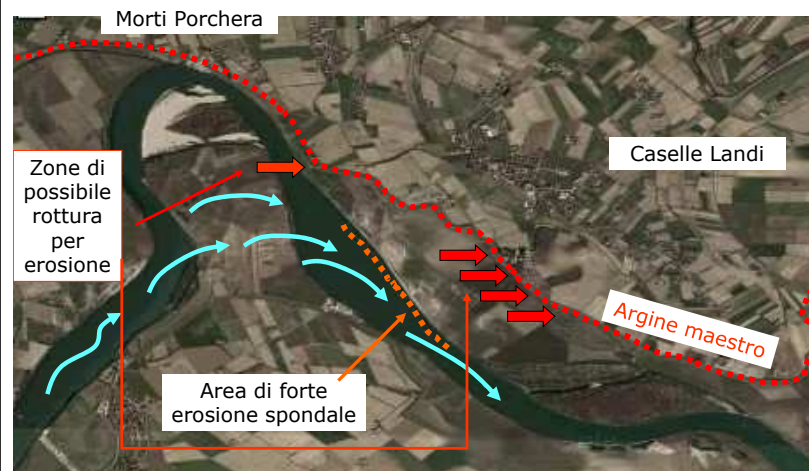 Morti Porchera
Caselle Landi
Zone di
possibile
rottura
per
erosione
Argine maestro
Area di forte
erosione spondale